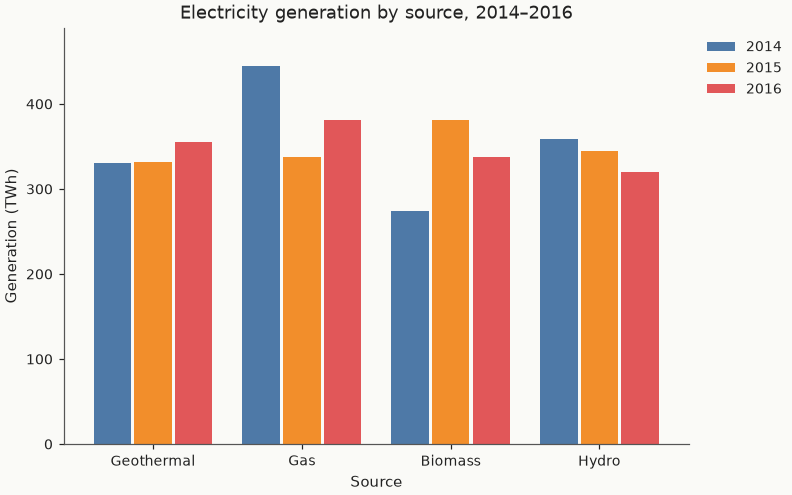 Electricity generation by source, 2014–2016
2014
2015
2016
Generation (TWh)
400
300
200
100
0
Geothermal
Gas
Biomass
Hydro
Source